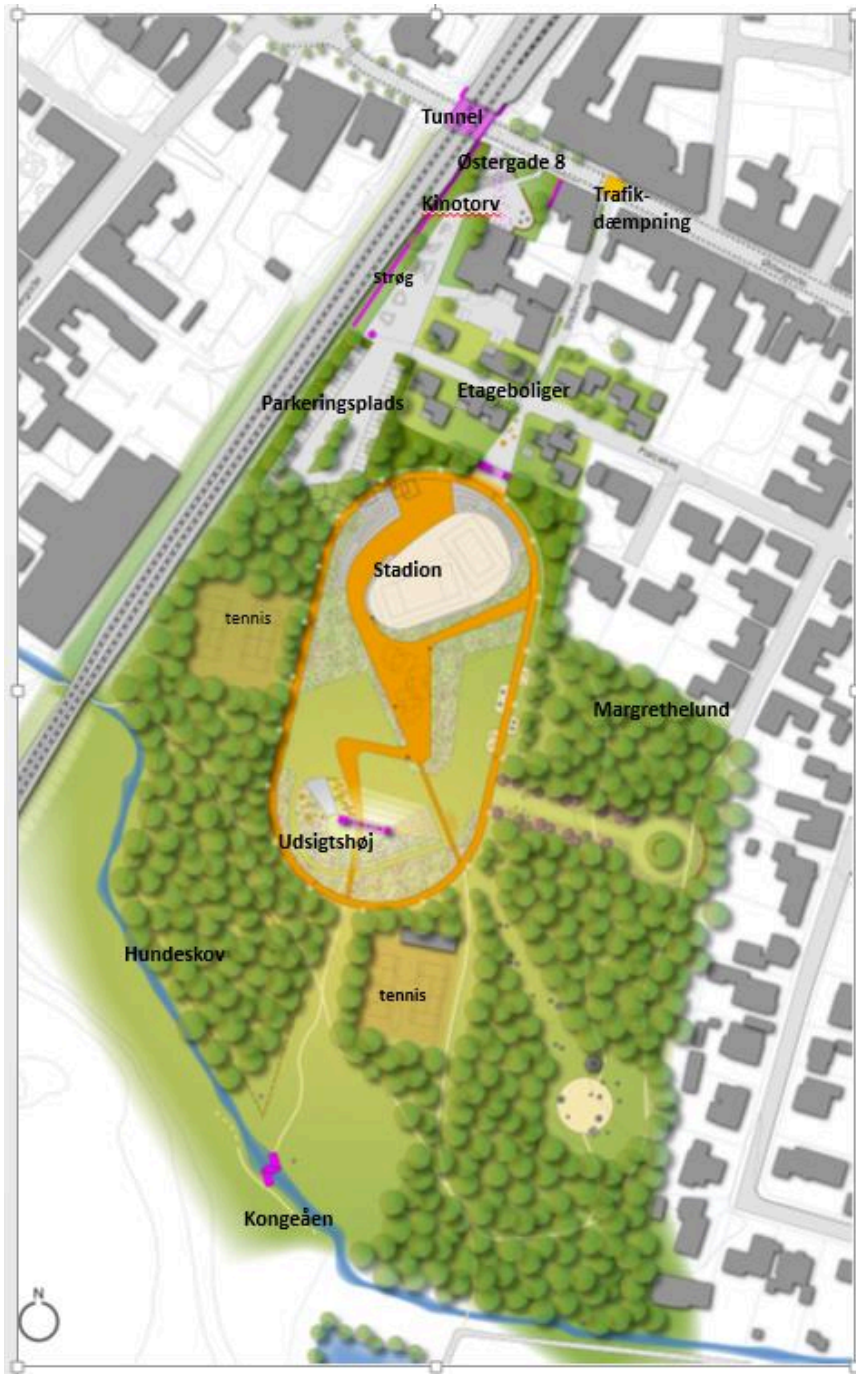 Tunnel
Østergade 8
Kinotorv
Trafik-
dæmpning
strøg
Etageboliger
Parkeringsplads
Stadion
tennis
Margrethelund
Udsigtshøj
Hundeskov
tennis
Kongeåen
N